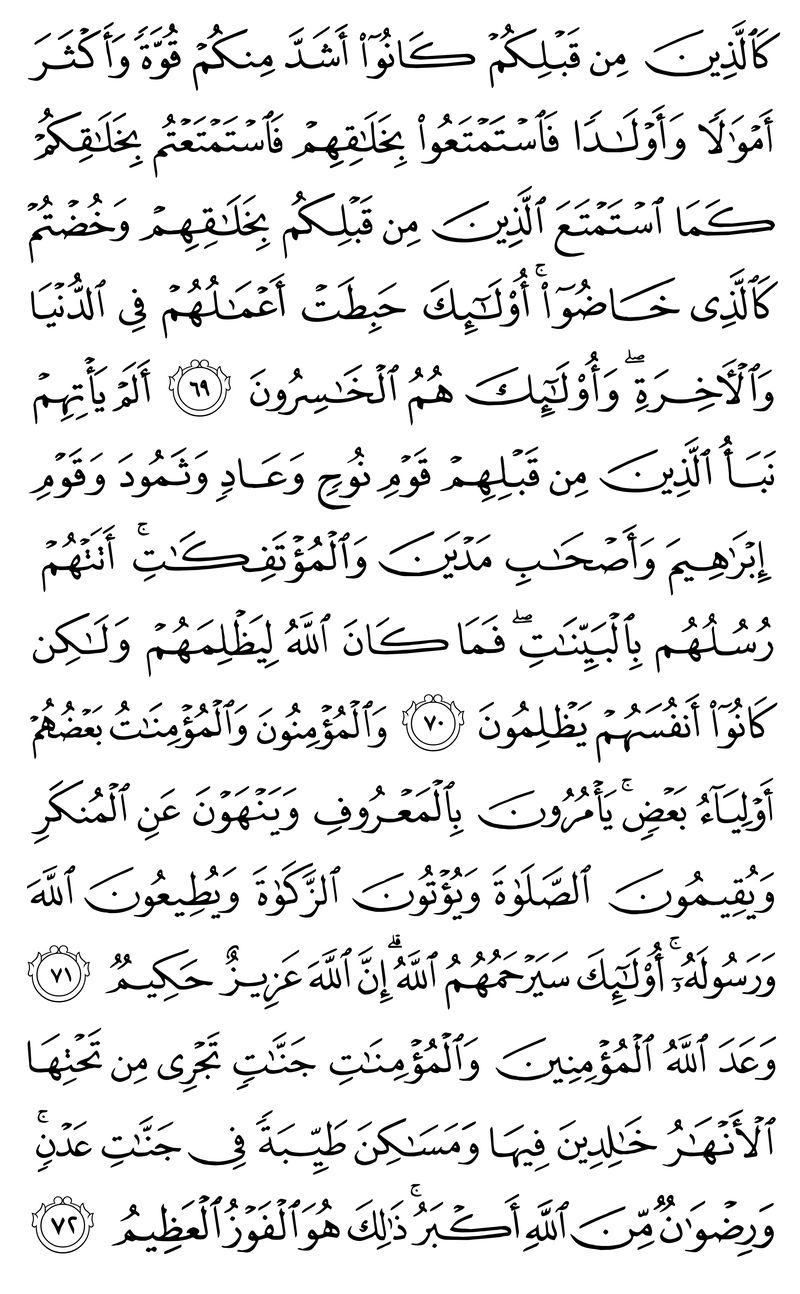 كَٱلَّذِينَ مِن قَبْلِكُمْ كَانُوٓا۟ أَشَدَّ مِنكُمْ قُوَّةً وَأَكْثَرَ
أَمْوَٰلًا وَأَوْلَـٰدًا فَٱسْتَمْتَعُوا۟ بِخَلَـٰقِهِمْ فَٱسْتَمْتَعْتُم بِخَلَـٰقِكُمْ
كَمَا ٱسْتَمْتَعَ ٱلَّذِينَ مِن قَبْلِكُم بِخَلَـٰقِهِمْ وَخُضْتُمْ
كَٱلَّذِى خَاضُوٓا۟ ۚ أُو۟لَـٰٓئِكَ حَبِطَتْ أَعْمَـٰلُهُمْ فِى ٱلدُّنْيَا
وَٱلْـَٔاخِرَةِ ۖ وَأُو۟لَـٰٓئِكَ هُمُ ٱلْخَـٰسِرُونَ ٦٩ أَلَمْ يَأْتِهِمْ
نَبَأُ ٱلَّذِينَ مِن قَبْلِهِمْ قَوْمِ نُوحٍ وَعَادٍ وَثَمُودَ وَقَوْمِ
إِبْرَٰهِيمَ وَأَصْحَـٰبِ مَدْيَنَ وَٱلْمُؤْتَفِكَـٰتِ ۚ أَتَتْهُمْ
رُسُلُهُم بِٱلْبَيِّنَـٰتِ ۖ فَمَا كَانَ ٱللَّهُ لِيَظْلِمَهُمْ وَلَـٰكِن
كَانُوٓا۟ أَنفُسَهُمْ يَظْلِمُونَ ٧٠ وَٱلْمُؤْمِنُونَ وَٱلْمُؤْمِنَـٰتُ بَعْضُهُمْ
أَوْلِيَآءُ بَعْضٍ ۚ يَأْمُرُونَ بِٱلْمَعْرُوفِ وَيَنْهَوْنَ عَنِ ٱلْمُنكَرِ
وَيُقِيمُونَ ٱلصَّلَوٰةَ وَيُؤْتُونَ ٱلزَّكَوٰةَ وَيُطِيعُونَ ٱللَّهَ
وَرَسُولَهُۥٓ ۚ أُو۟لَـٰٓئِكَ سَيَرْحَمُهُمُ ٱللَّهُ ۗ إِنَّ ٱللَّهَ عَزِيزٌ حَكِيمٌ ٧١
وَعَدَ ٱللَّهُ ٱلْمُؤْمِنِينَ وَٱلْمُؤْمِنَـٰتِ جَنَّـٰتٍ تَجْرِى مِن تَحْتِهَا
ٱلْأَنْهَـٰرُ خَـٰلِدِينَ فِيهَا وَمَسَـٰكِنَ طَيِّبَةً فِى جَنَّـٰتِ عَدْنٍ ۚ
وَرِضْوَٰنٌ مِّنَ ٱللَّهِ أَكْبَرُ ۚ ذَٰلِكَ هُوَ ٱلْفَوْزُ ٱلْعَظِيمُ ٧٢